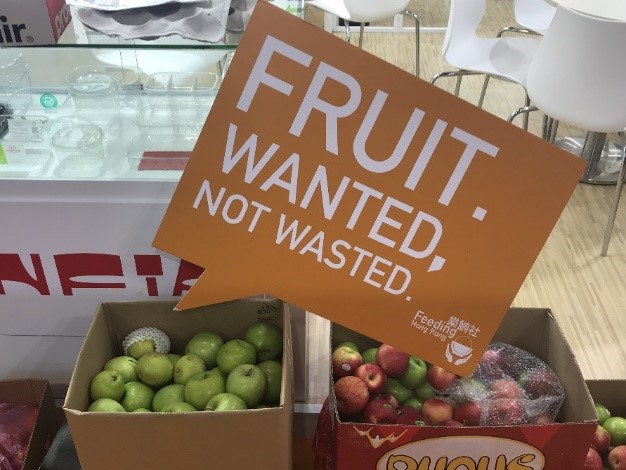 FRUIT.
WANTED,
NOT WASTED.
Feeding 樂餉社
Hong Kong